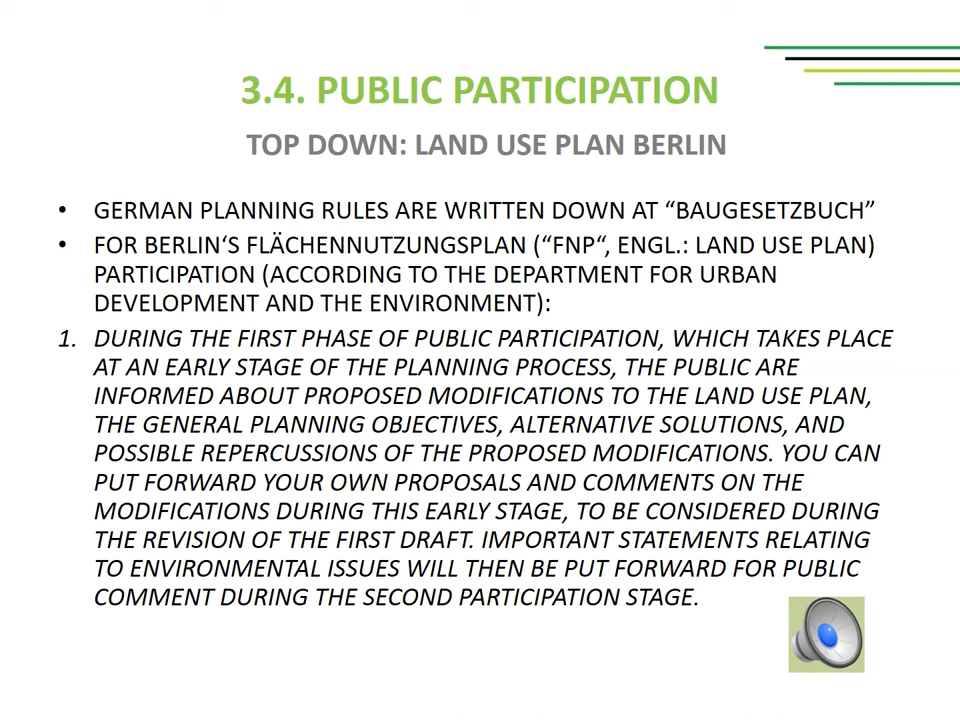 3.4. PUBLIC PARTICIPATION
TOP DOWN: LAND USE PLAN BERLIN
• GERMAN PLANNING RULES ARE WRITTEN DOWN AT “BAUGESETZBUCH”
• FOR BERLIN‘S FLÄCHENNUTZUNGSPLAN (“FNP“, ENGL.: LAND USE PLAN)
PARTICIPATION (ACCORDING TO THE DEPARTMENT FOR URBAN
DEVELOPMENT AND THE ENVIRONMENT):
1. DURING THE FIRST PHASE OF PUBLIC PARTICIPATION, WHICH TAKES PLACE
AT AN EARLY STAGE OF THE PLANNING PROCESS, THE PUBLIC ARE
INFORMED ABOUT PROPOSED MODIFICATIONS TO THE LAND USE PLAN,
THE GENERAL PLANNING OBJECTIVES, ALTERNATIVE SOLUTIONS, AND
POSSIBLE REPERCUSSIONS OF THE PROPOSED MODIFICATIONS. YOU CAN
PUT FORWARD YOUR OWN PROPOSALS AND COMMENTS ON THE
MODIFICATIONS DURING THIS EARLY STAGE, TO BE CONSIDERED DURING
THE REVISION OF THE FIRST DRAFT. IMPORTANT STATEMENTS RELATING
TO ENVIRONMENTAL ISSUES WILL THEN BE PUT FORWARD FOR PUBLIC
COMMENT DURING THE SECOND PARTICIPATION STAGE.